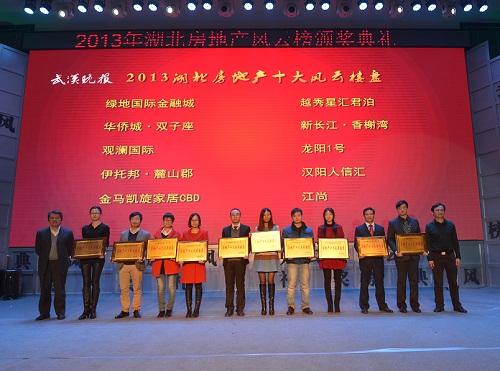 2013年湖北房地产风云榜颁奖典礼
武汉晚报 2013湖北房地产十大风云楼盘
绿地国际金融城 越秀星汇君泊
华侨城·双子座 新长江·香榭湾
观澜国际 龙阳1号
伊托邦·麓山郡 汉阳人信汇
金马凯旋家居CBD 江尚